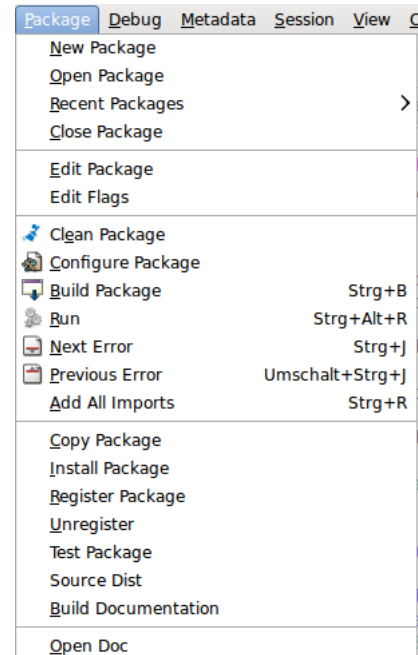 Package Debug Metadata Session View
New Package
Open Package
Recent Packages
Close Package
Edit Package
Edit Flags
Clean Package
Configure Package
Build Package Strg+B
Run Strg+Alt+R
Next Error Strg+J
Previous Error Umschalt+Strg+J
Add All Imports Strg+R
Copy Package
Install Package
Register Package
Unregister
Test Package
Source Dist
Build Documentation
Open Doc